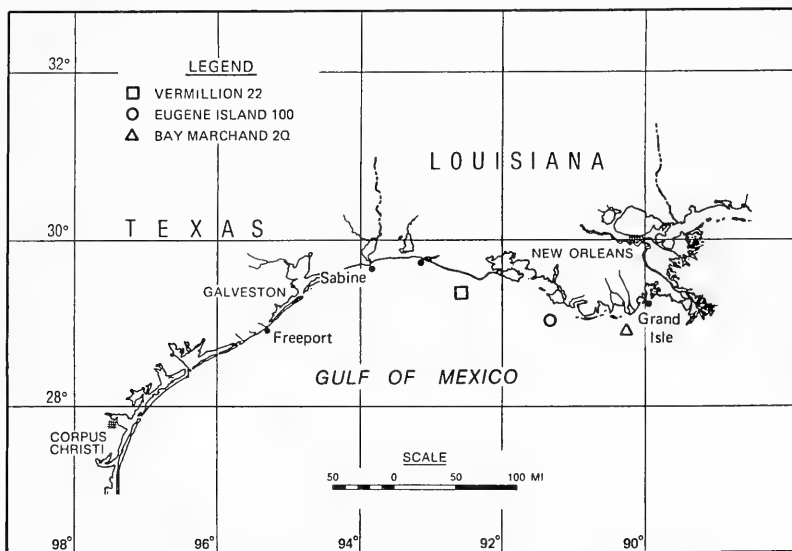 32°
LEGEND
VERMILLION 22
EUGENE ISLAND 100
BAY MARCHAND 2Q
LOUISIANA
30°
TEXAS
NEW ORLEANS
Sabine
GALVESTON
Grand
Isle
Freeport
GULF OF MEXICO
28°
CORPUS
CHRISTI
SCALE
50 0 50 100 MI
98° 96° 94° 92° 90°